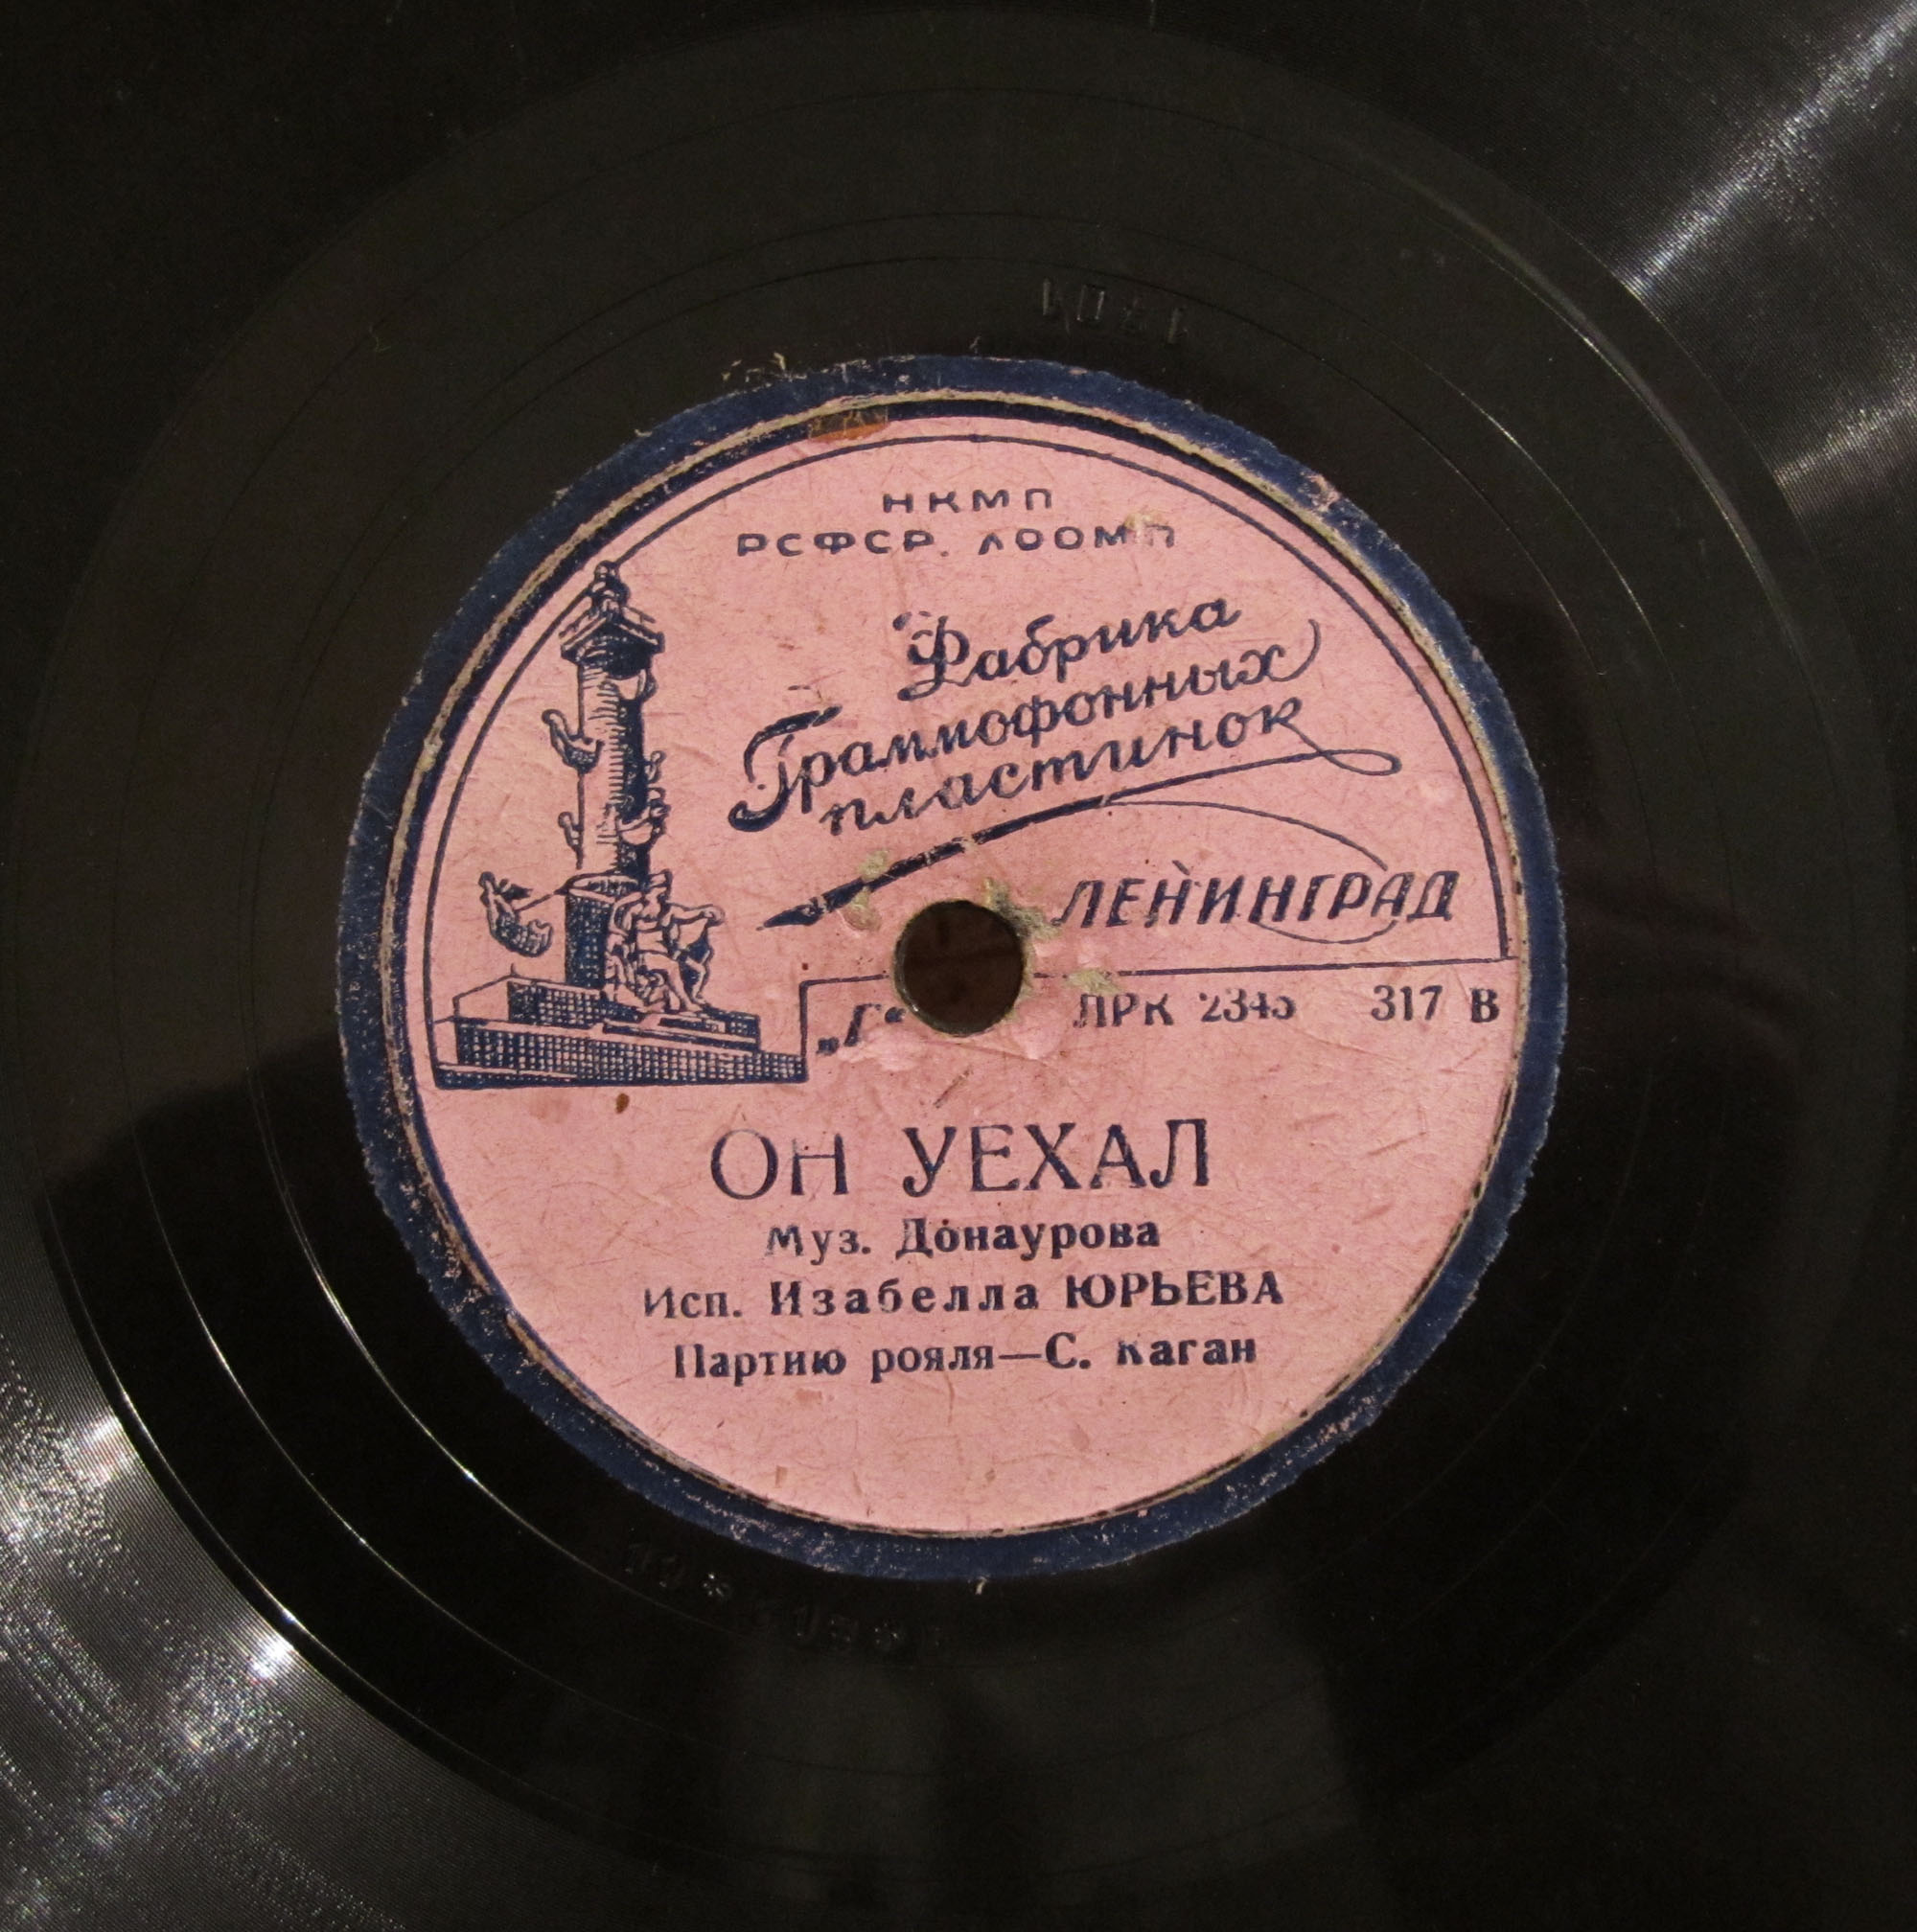 НКМП
РСФСР. ЛООМП
Фабрика
Граммофонных
пластинок
ЛЕНИНГРАД
„Г“ ЛРК 2345 317 В
ОН УЕХАЛ
Муз. Донаурова
Исп. Изабелла ЮРЬЕВА
Партию рояля—С. Каган